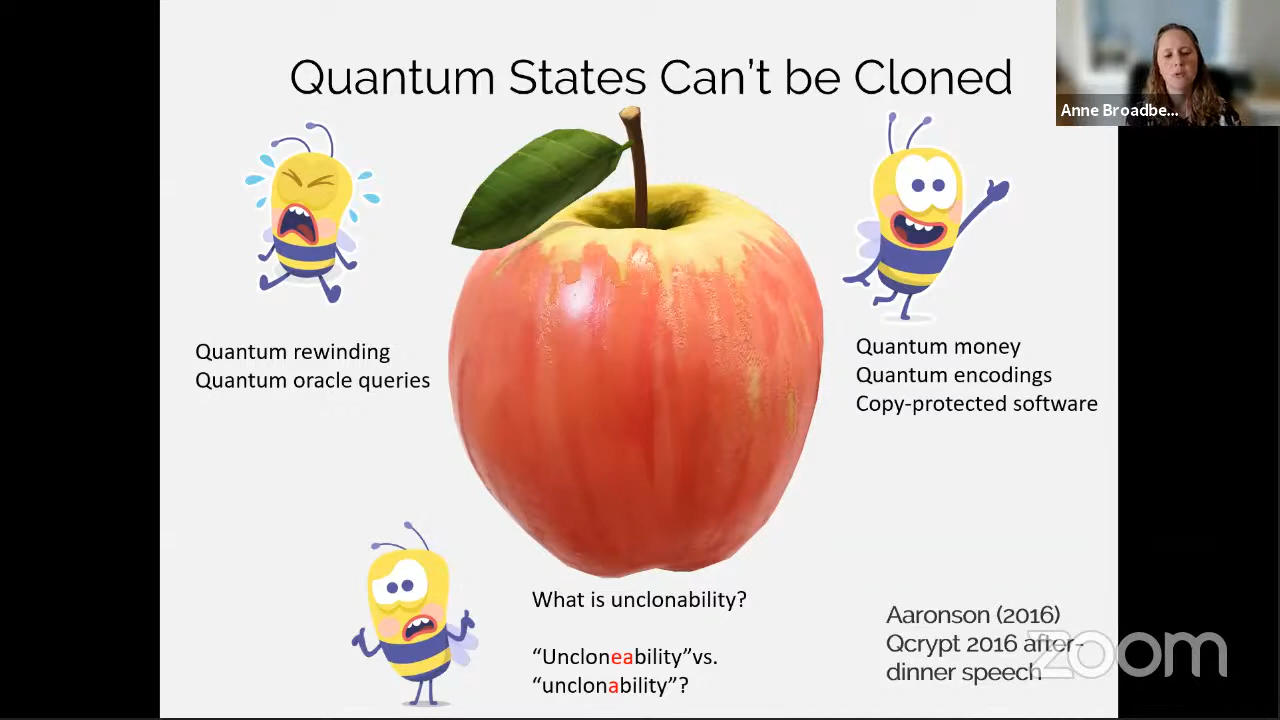 Quantum States Can't be Cloned
Anne Broadbe...
Quantum rewinding
Quantum oracle queries
Quantum money
Quantum encodings
Copy-protected software
What is unclonability?
“Uncloneability”vs.
“unclonability”?
Aaronson (2016)
Qcrypt 2016 after-
dinner speech
zoom